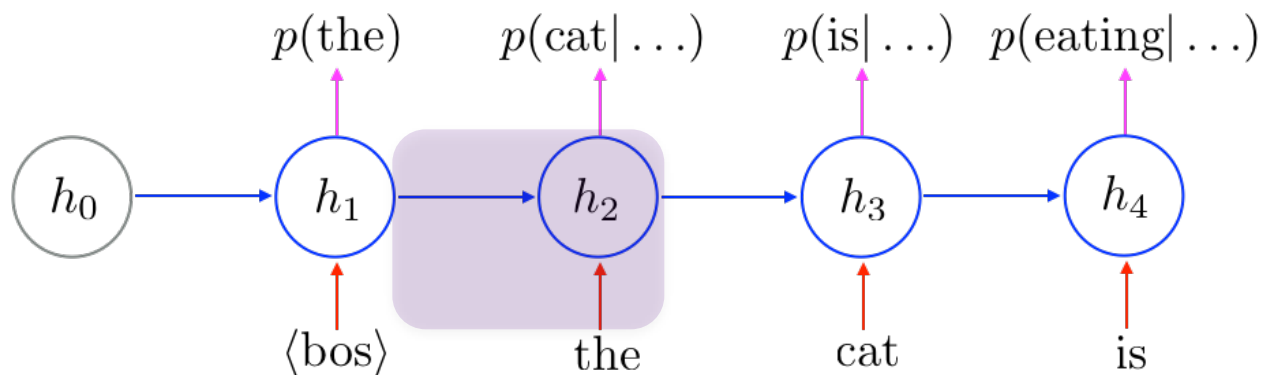 p(the) p(cat| …) p(is| …) p(eating| …)
h₀ h₁ h₂ h₃ h₄
⟨bos⟩ the cat is